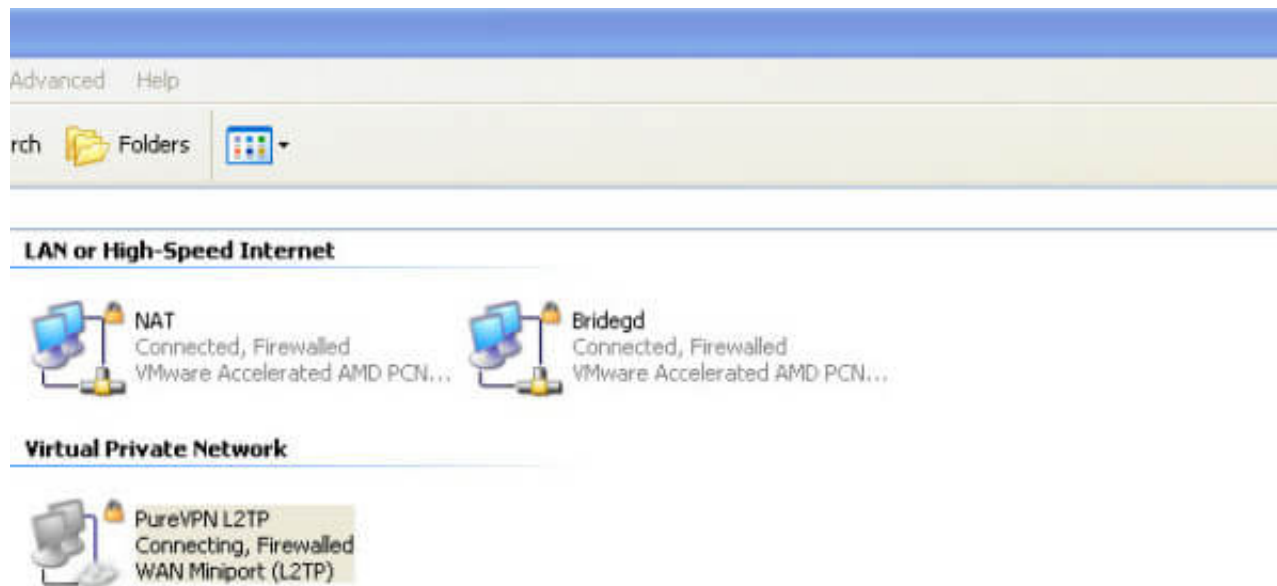 Advanced Help
rch Folders
LAN or High-Speed Internet
NAT
Connected, Firewalled
VMware Accelerated AMD PCN...
Bridegd
Connected, Firewalled
VMware Accelerated AMD PCN...
Virtual Private Network
PureVPN L2TP
Connecting, Firewalled
WAN Miniport (L2TP)